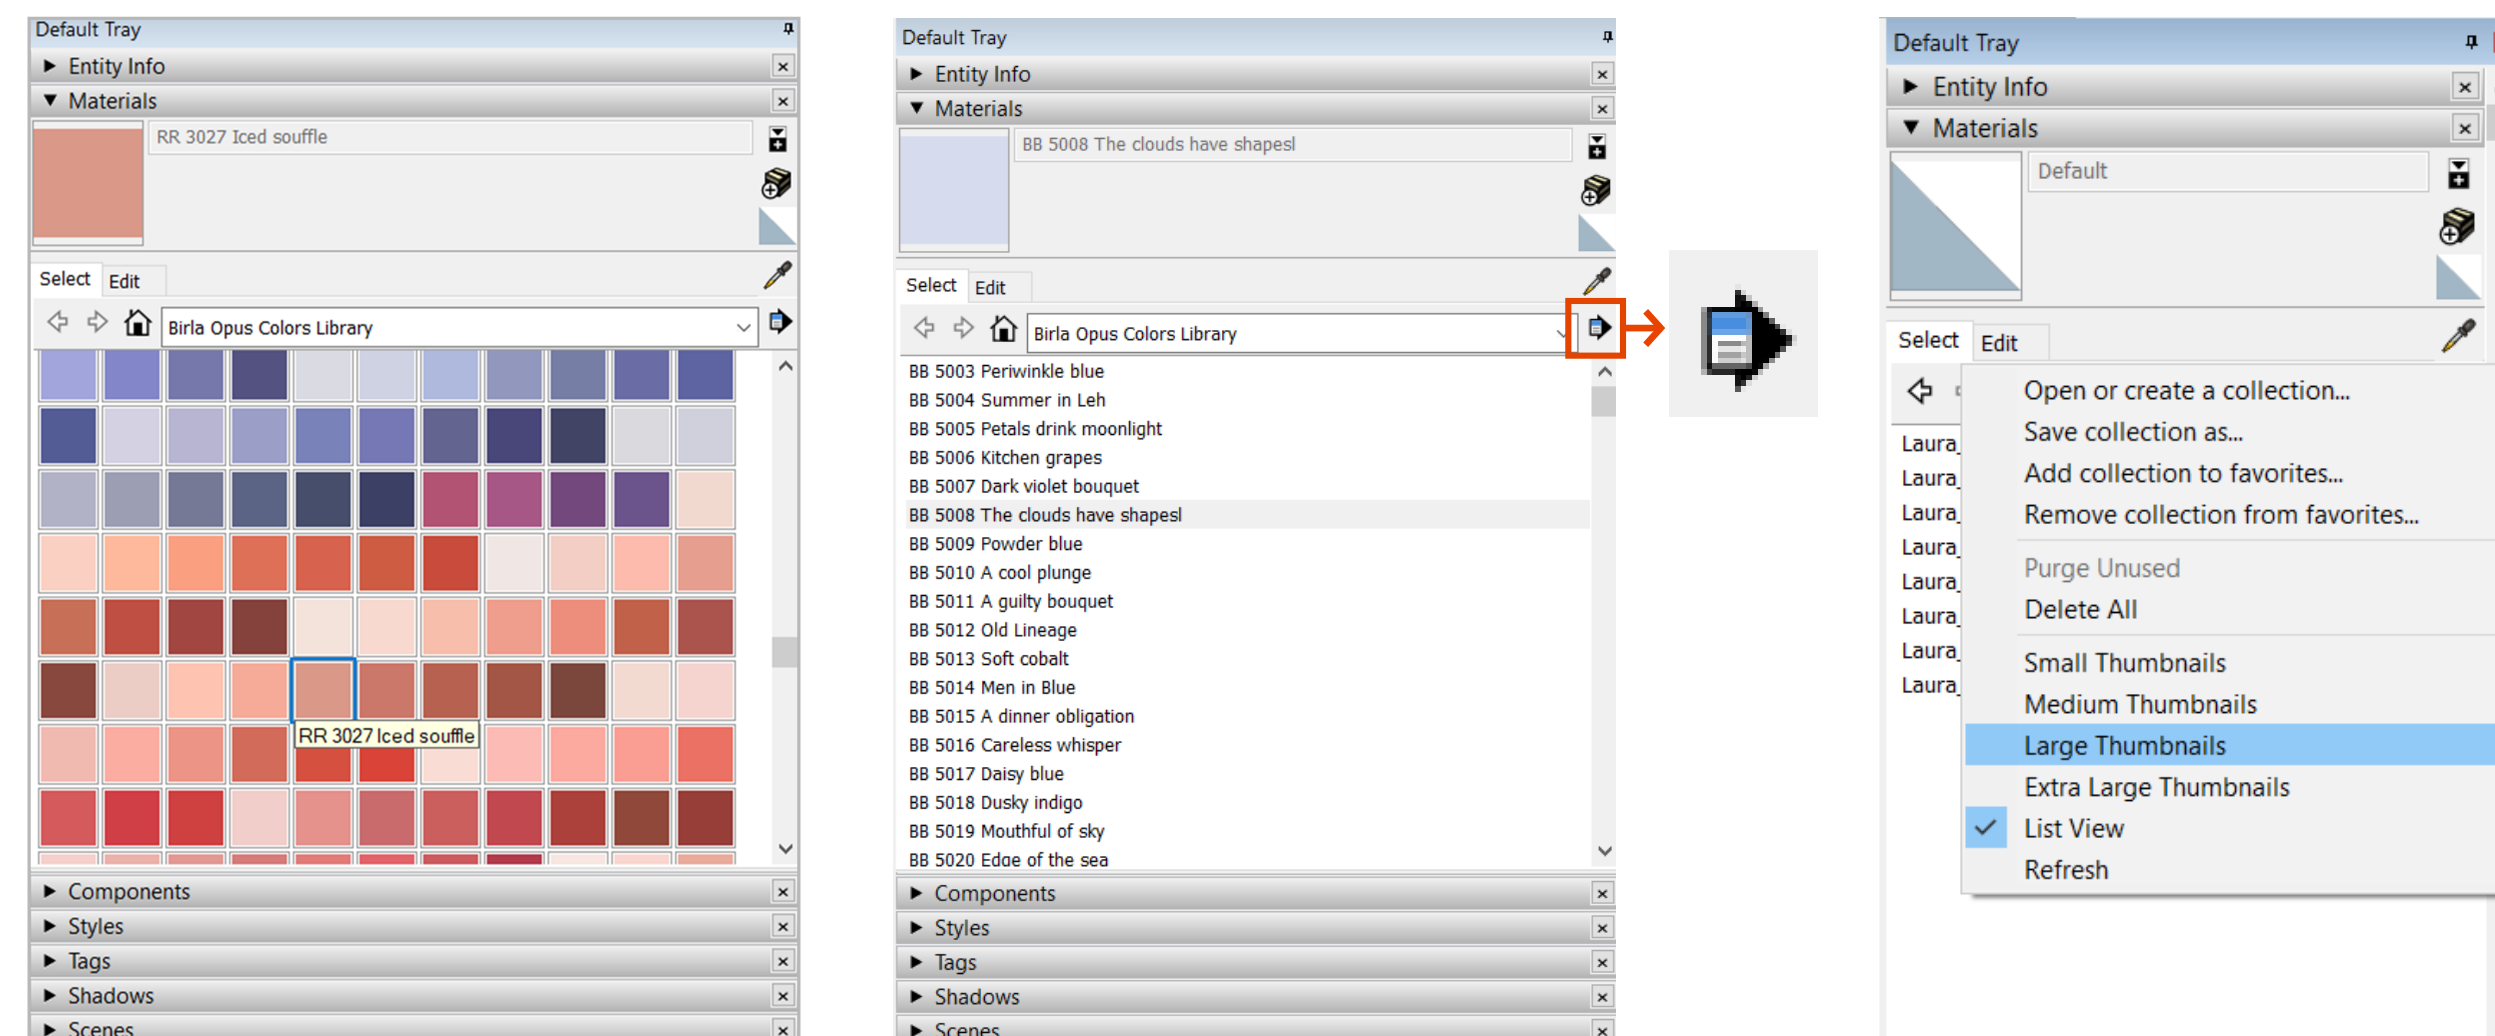 Default Tray
Entity Info
Materials
RR 3027 Iced souffle
Select
Edit
Birla Opus Colors Library
RR 3027 Iced souffle
Components
Styles
Tags
Shadows
Scenes
Default Tray
Entity Info
Materials
BB 5008 The clouds have shapesl
Select
Edit
Birla Opus Colors Library
BB 5003 Periwinkle blue
BB 5004 Summer in Leh
BB 5005 Petals drink moonlight
BB 5006 Kitchen grapes
BB 5007 Dark violet bouquet
BB 5008 The clouds have shapesl
BB 5009 Powder blue
BB 5010 A cool plunge
BB 5011 A guilty bouquet
BB 5012 Old Lineage
BB 5013 Soft cobalt
BB 5014 Men in Blue
BB 5015 A dinner obligation
BB 5016 Careless whisper
BB 5017 Daisy blue
BB 5018 Dusky indigo
BB 5019 Mouthful of sky
BB 5020 Edge of the sea
Components
Styles
Tags
Shadows
Scenes
Default Tray
Entity Info
Materials
Default
Select
Edit
Laura_
Laura_
Laura_
Laura_
Laura_
Laura_
Laura_
Laura_
Open or create a collection...
Save collection as...
Add collection to favorites...
Remove collection from favorites...
Purge Unused
Delete All
Small Thumbnails
Medium Thumbnails
Large Thumbnails
Extra Large Thumbnails
List View
Refresh